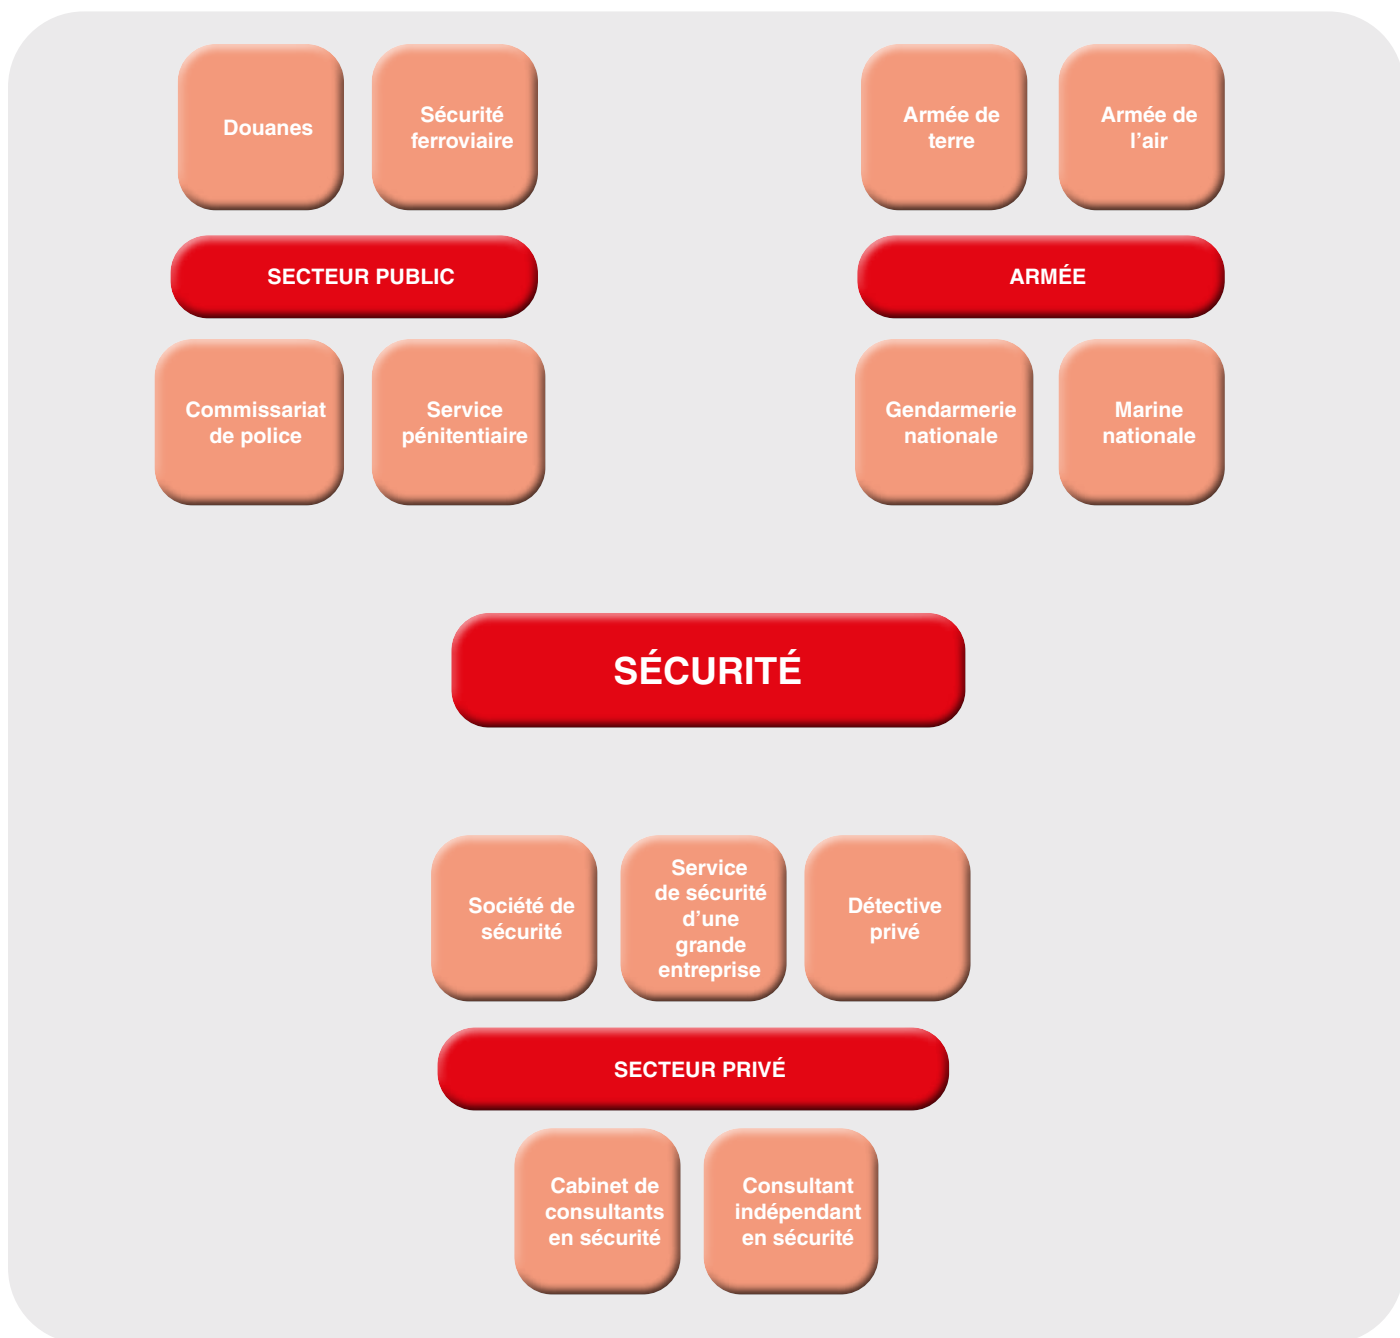 Douanes
Sécurité
ferroviaire
SECTEUR PUBLIC
Commissariat
de police
Service
pénitentiaire
Armée de
terre
Armée de
l’air
ARMÉE
Gendarmerie
nationale
Marine
nationale
SÉCURITÉ
Société de
sécurité
Service
de sécurité
d’une
grande
entreprise
Détective
privé
SECTEUR PRIVÉ
Cabinet de
consultants
en sécurité
Consultant
indépendant
en sécurité